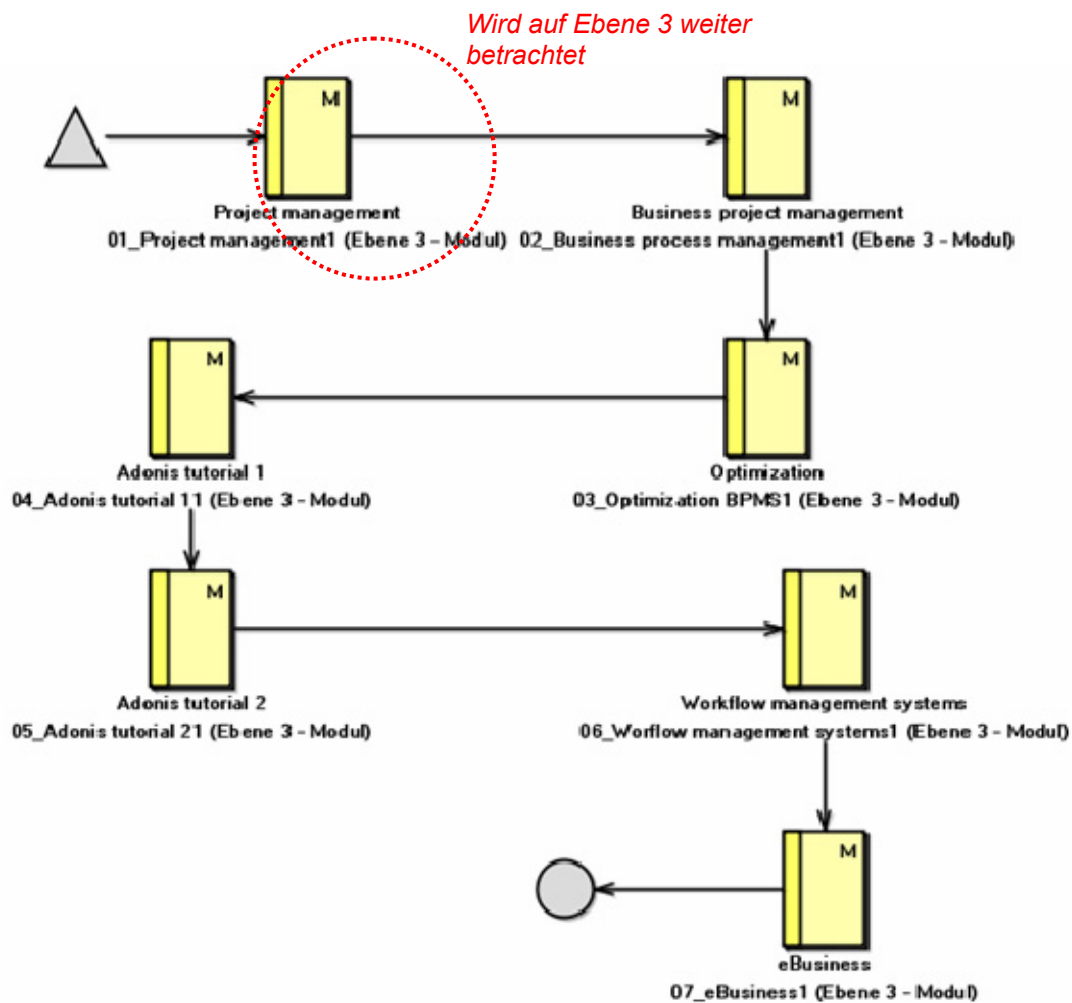 Wird auf Ebene 3 weiter
betrachtet
M
M
Project management
Business project management
01_Project management1 (Ebene 3 - Modul)
02_Business process management1 (Ebene 3 - Modul)
M
M
Adonis tutorial 1
Optimization
04_Adonis tutorial 11 (Ebene 3 - Modul)
03_Optimization BPMS1 (Ebene 3 - Modul)
M
M
Adonis tutorial 2
Workflow management systems
05_Adonis tutorial 21 (Ebene 3 - Modul)
06_Worflow management systems1 (Ebene 3 - Modul)
M
eBusiness
07_eBusiness1 (Ebene 3 - Modul)